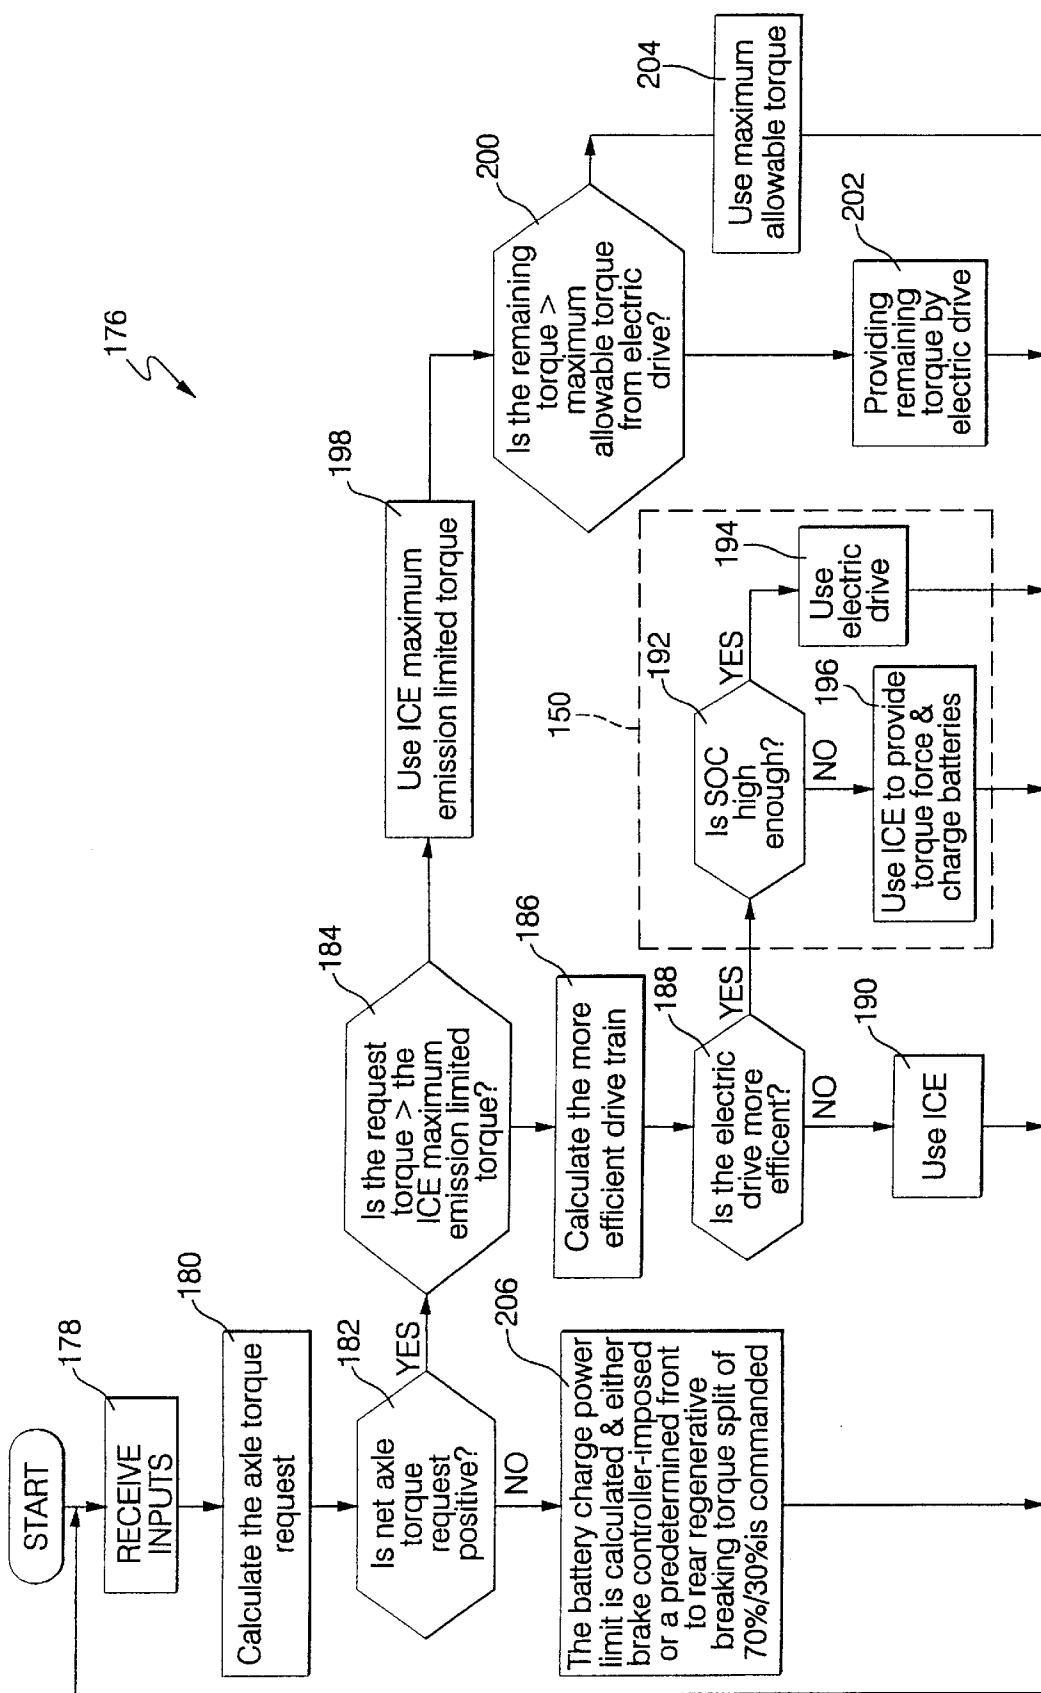 176
START
178
RECEIVE
INPUTS
180
Calculate the axle torque
request
182
Is net axle
torque
request
positive?
YES
NO
206
The battery charge power
limit is calculated & either
brake controller-imposed
or a predetermined front
to rear regenerative
breaking torque split of
70%/30%is commanded
184
Is the request
torque > the
ICE maximum
emission limited
torque?
186
Calculate the more
efficient drive train
188
Is the electric
drive more
efficent?
YES
NO
190
Use ICE
150
192
Is SOC
high
enough?
YES
NO
194
Use
electric
drive
196
Use ICE to provide
torque force &
charge batteries
198
Use ICE maximum
emission limited torque
200
Is the remaining
torque >
maximum
allowable torque
from electric
drive?
202
Providing
remaining
torque by
electric drive
204
Use maximum
allowable torque